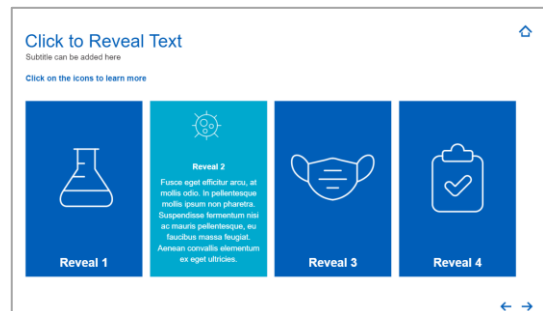 Click to Reveal Text
Subtitle can be added here
Click on the icons to learn more
Reveal 1
Reveal 2
Fusce eget efficitur arcu, at
mollis odio. In pellentesque
mollis ipsum non pharetra.
Suspendisse fermentum nisi
ac mauris pellentesque, eu
faucibus massa feugiat.
Aenean convallis elementum
ex eget ultricies.
Reveal 3
Reveal 4